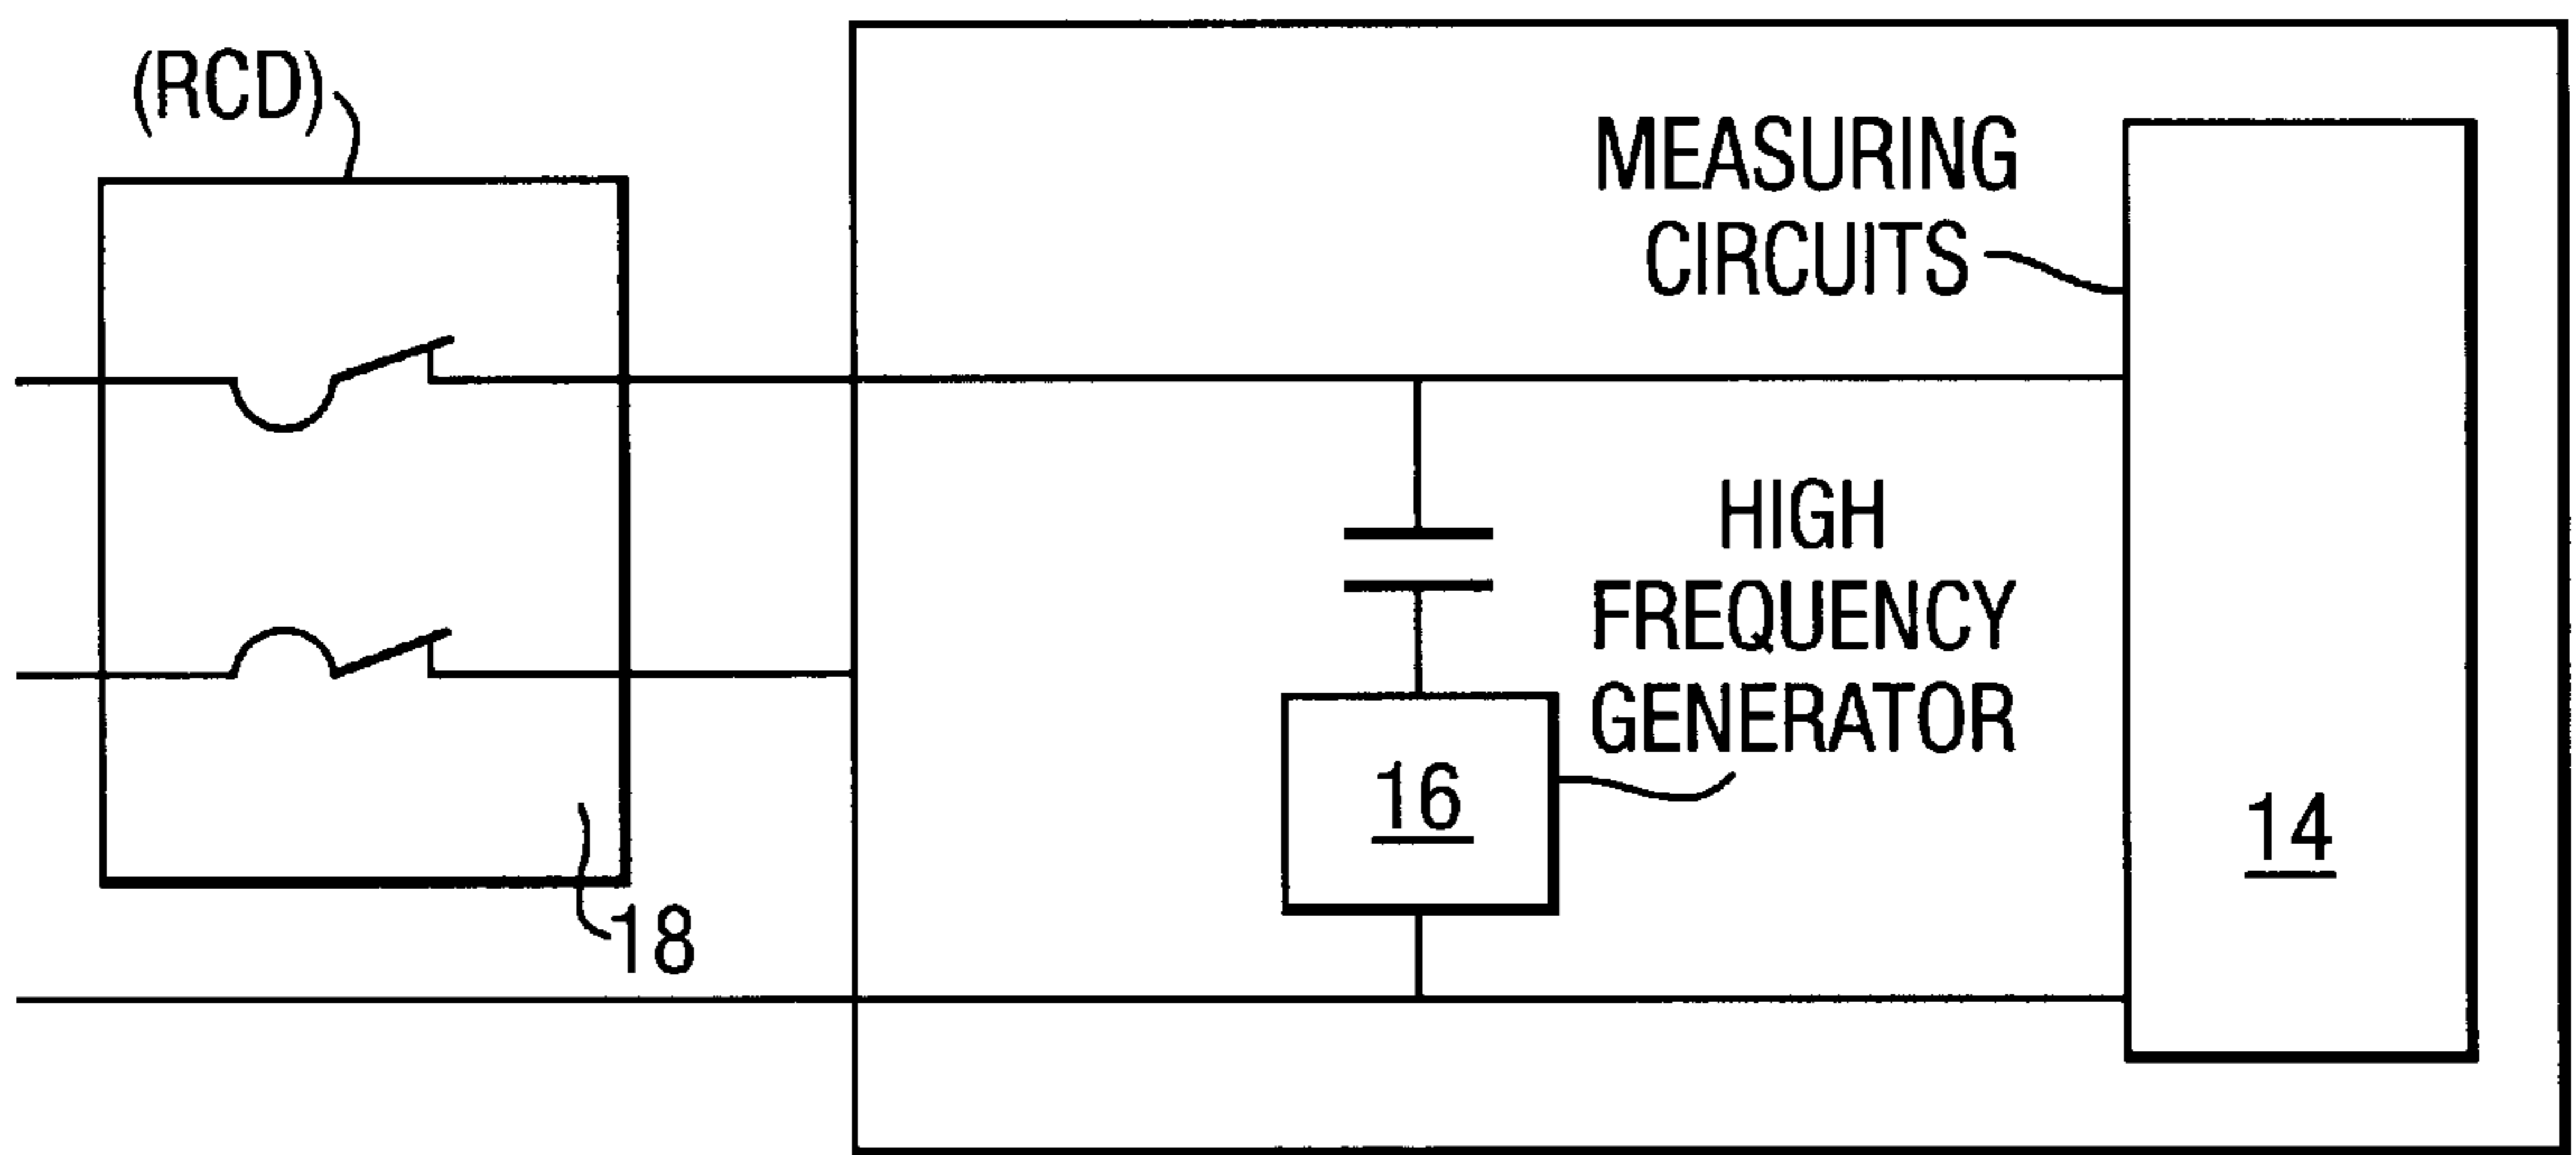 (RCD)
MEASURING
CIRCUITS
HIGH
FREQUENCY
GENERATOR
16
14
18